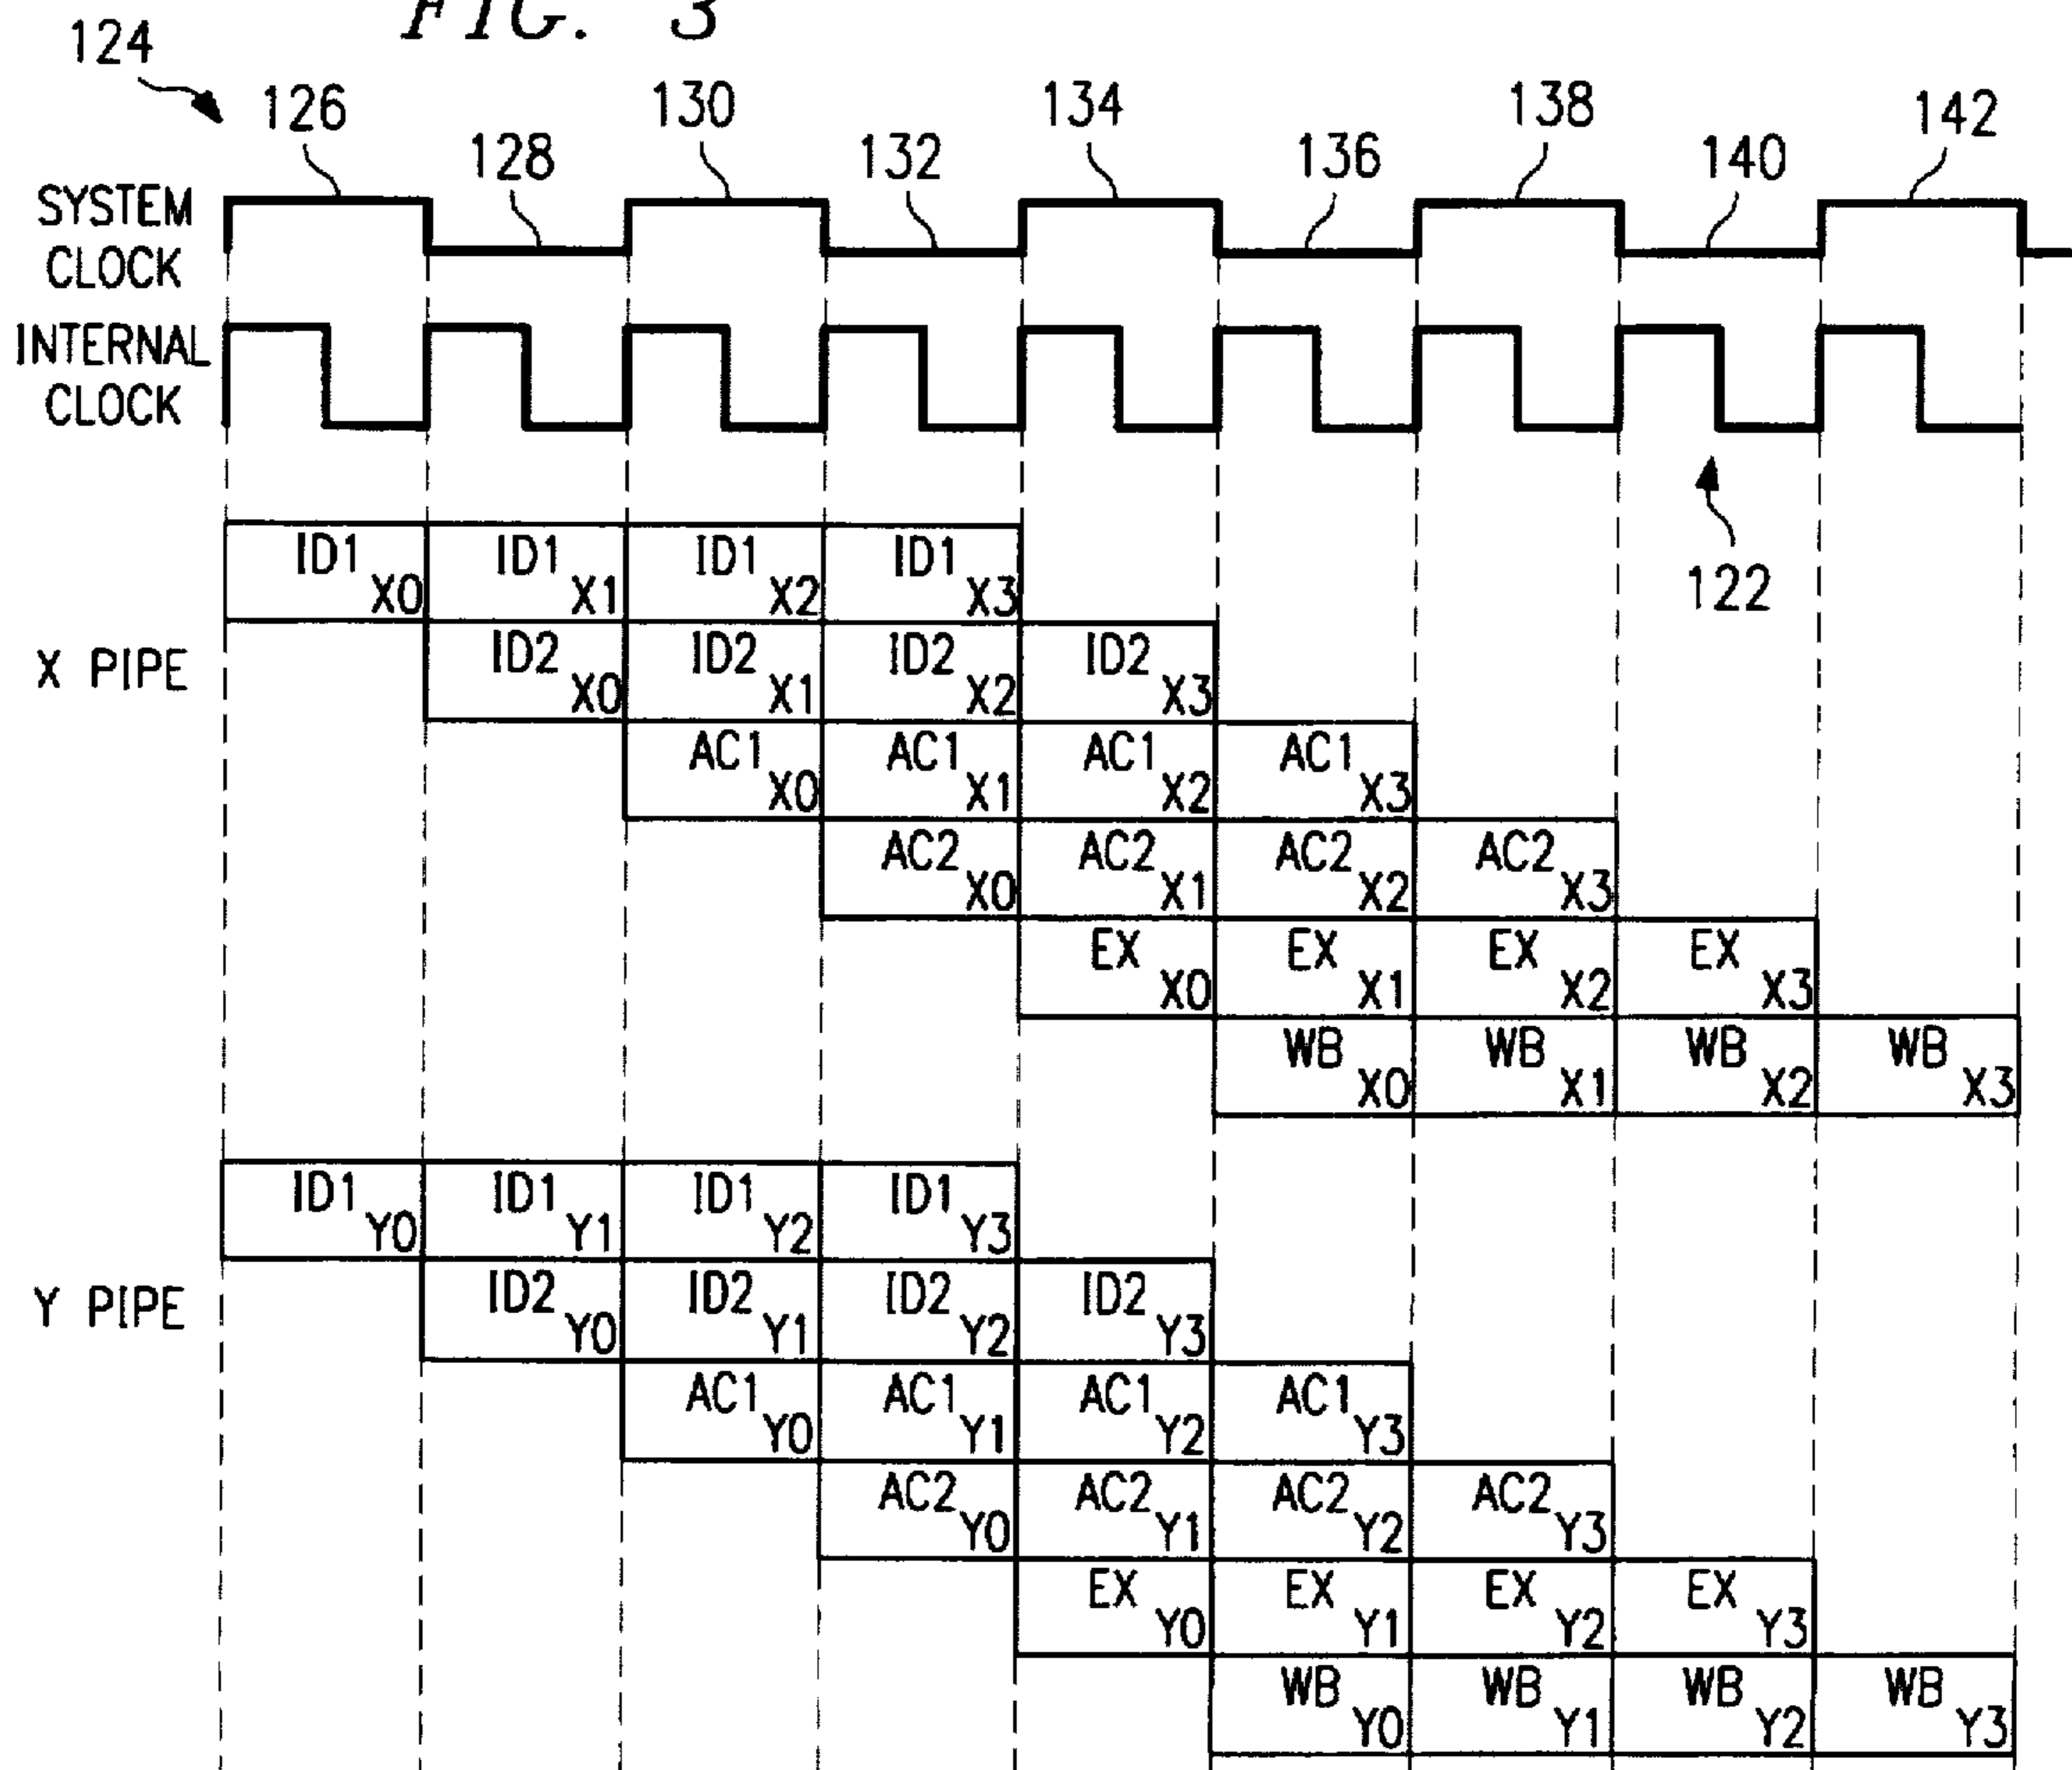 FIG. 3
124
126 130 134 138 142
128 132 136 140
SYSTEM
CLOCK
INTERNAL
CLOCK
122
ID1 X0 ID1 X1 ID1 X2 ID1 X3
X PIPE
ID2 X0 ID2 X1 ID2 X2 ID2 X3
AC1 X0 AC1 X1 AC1 X2 AC1 X3
AC2 X0 AC2 X1 AC2 X2 AC2 X3
EX X0 EX X1 EX X2 EX X3
WB X0 WB X1 WB X2 WB X3
ID1 Y0 ID1 Y1 ID1 Y2 ID1 Y3
Y PIPE
ID2 Y0 ID2 Y1 ID2 Y2 ID2 Y3
AC1 Y0 AC1 Y1 AC1 Y2 AC1 Y3
AC2 Y0 AC2 Y1 AC2 Y2 AC2 Y3
EX Y0 EX Y1 EX Y2 EX Y3
WB Y0 WB Y1 WB Y2 WB Y3